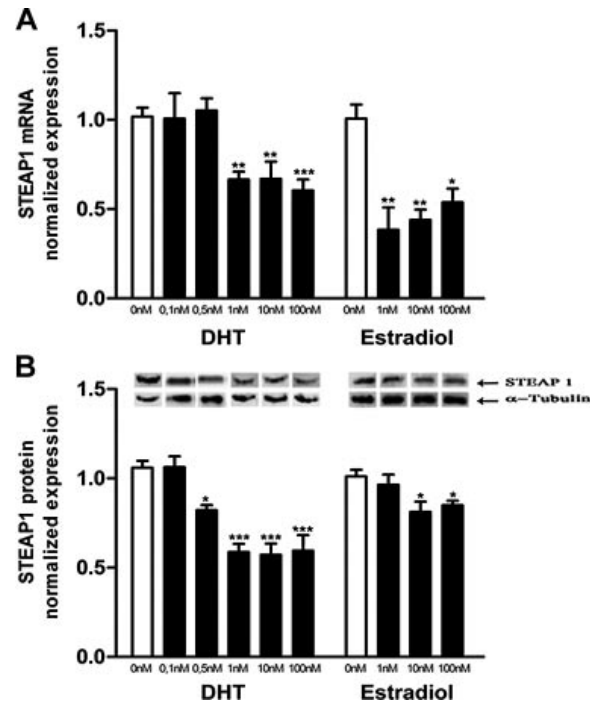 A
STEAP1 mRNA
normalized expression
1.5
1.0
0.5
0.0
** ** *** ** ** *
0nM 0,1nM 0,5nM 1nM 10nM 100nM 0nM 1nM 10nM 100nM
DHT Estradiol
B
STEAP 1
α-Tubulin
STEAP1 protein
normalized expression
1.5
1.0
0.5
0.0
* *** *** *** * *
0nM 0,1nM 0,5nM 1nM 10nM 100nM 0nM 1nM 10nM 100nM
DHT Estradiol